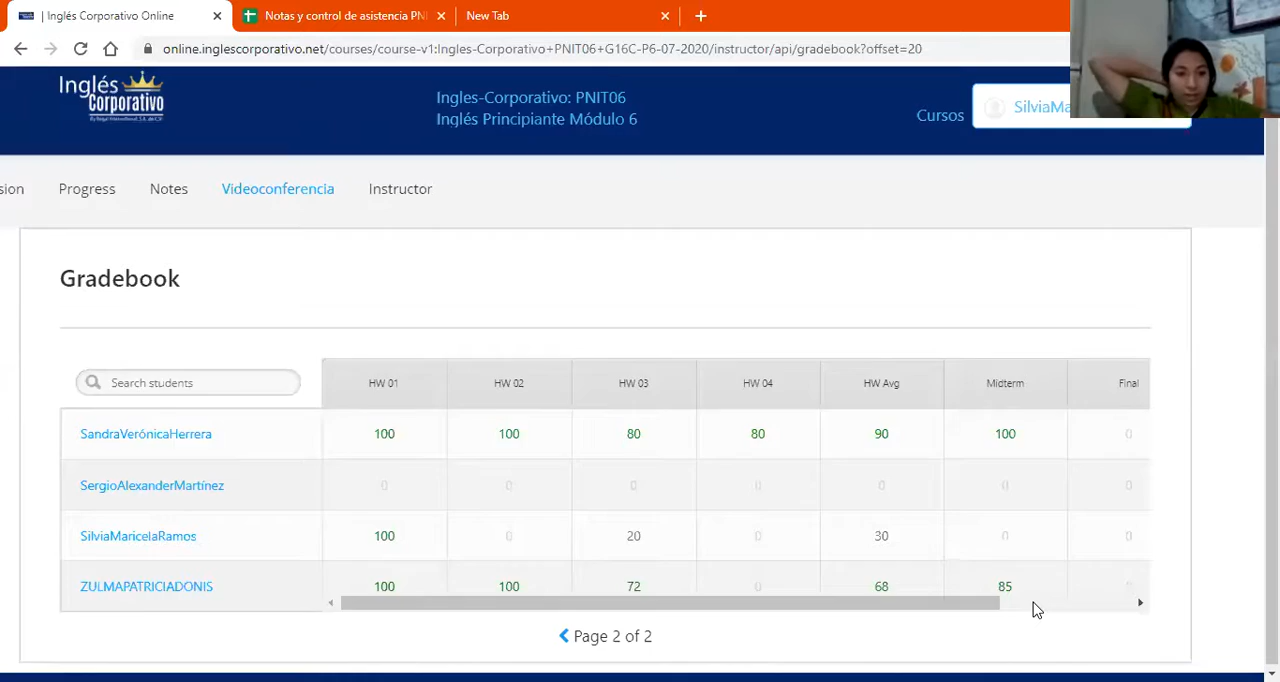 | Inglés Corporativo Online
Notas y control de asistencia PNI
New Tab
online.inglescorporativo.net/courses/course-v1:Ingles-Corporativo+PNIT06+G16C-P6-07-2020/instructor/api/gradebook?offset=20
Inglés
Corporativo
Ingles-Corporativo: PNIT06
Inglés Principiante Módulo 6
Cursos
SilviaMa
sion Progress Notes Videoconferencia Instructor
Gradebook
Search students HW 01 HW 02 HW 03 HW 04 HW Avg Midterm Final
SandraVerónicaHerrera 100 100 80 80 90 100 0
SergioAlexanderMartínez 0 0 0 0 0 0 0
SilviaMaricelaRamos 100 0 20 0 30 0 0
ZULMAPATRICIADONIS 100 100 72 0 68 85
Page 2 of 2